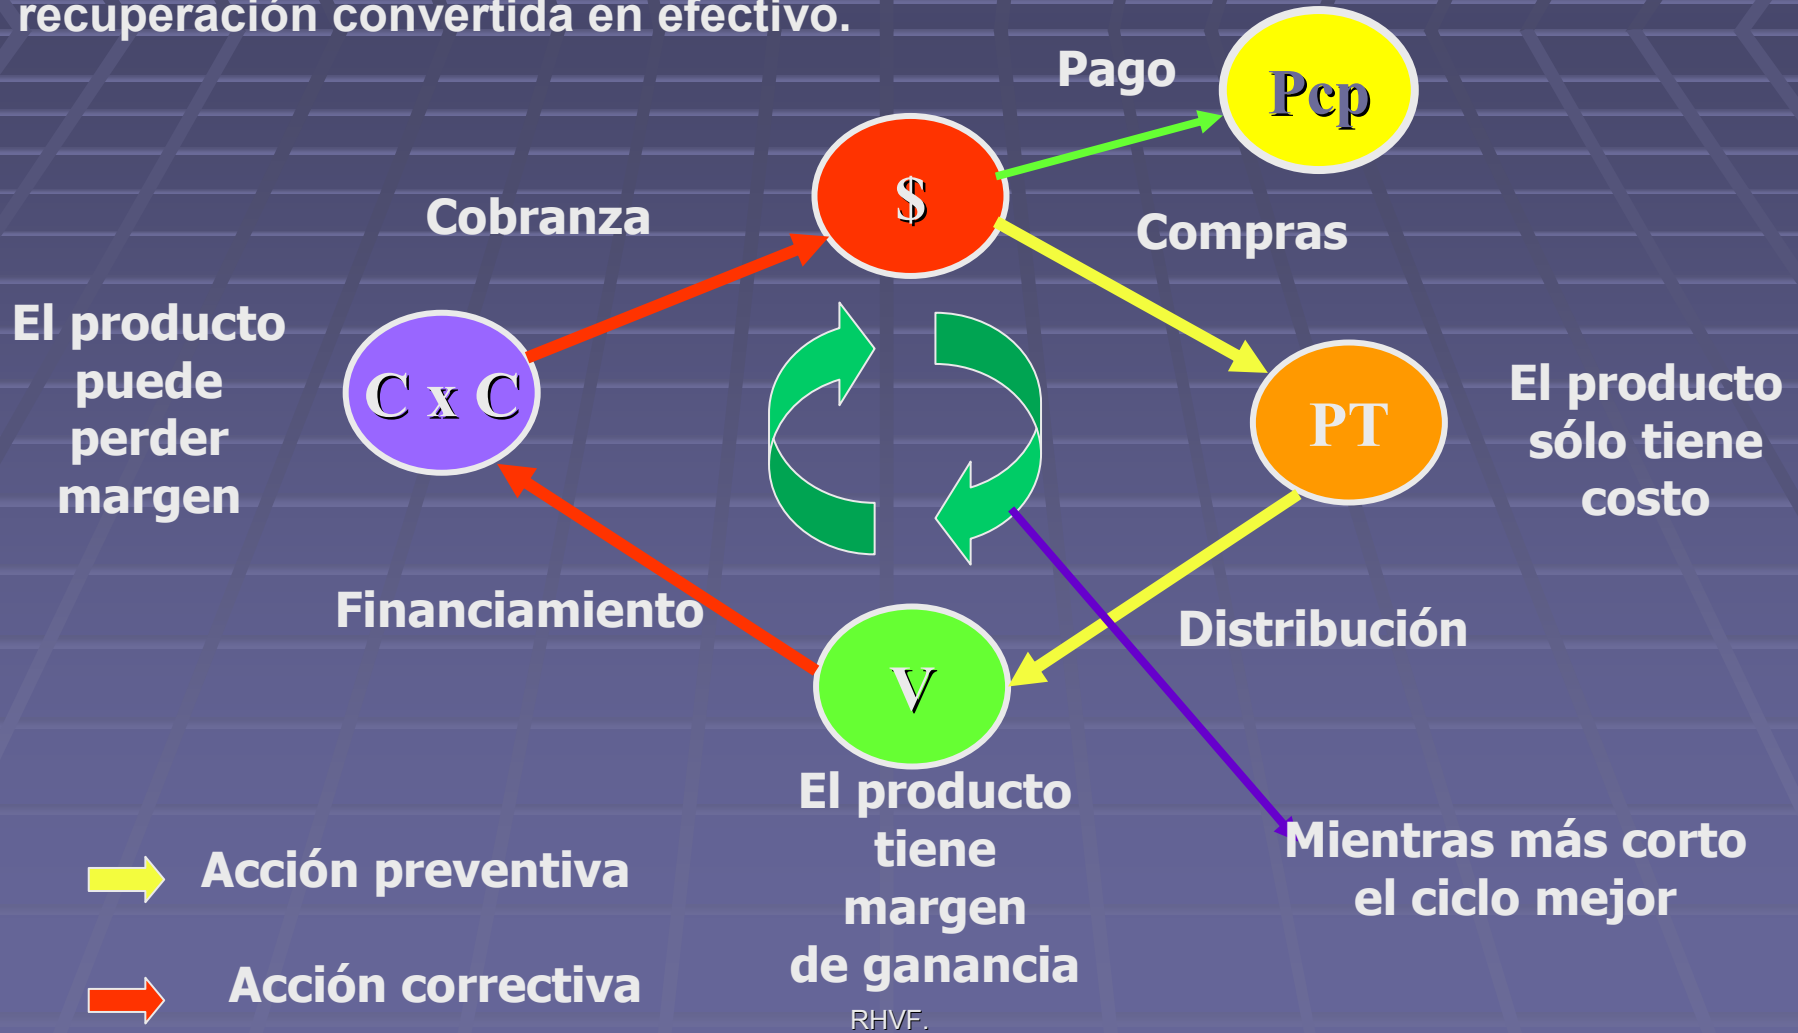 recuperación convertida en efectivo.
Pago
Pcp
$
Cobranza
Compras
El producto
puede
perder
margen
C x C
PT
El producto
sólo tiene
costo
Financiamiento
Distribución
V
El producto
tiene
margen
de ganancia
Mientras más corto
el ciclo mejor
Acción preventiva
Acción correctiva
RHVF.